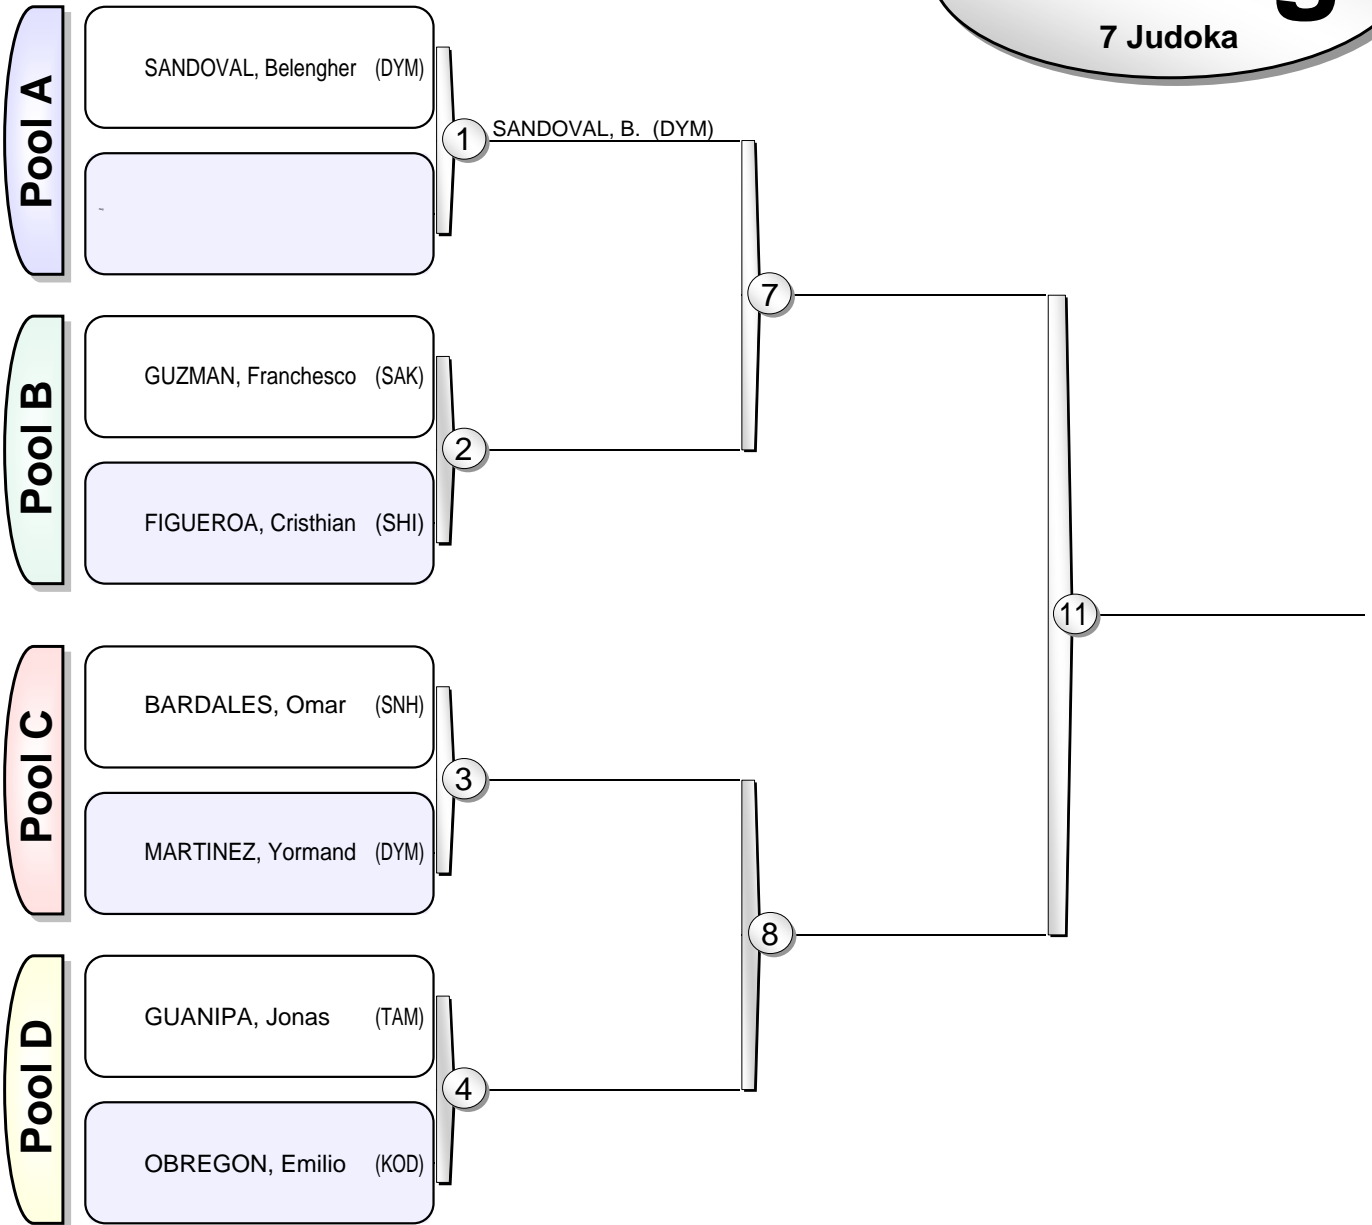 7 Judoka
Pool A
SANDOVAL, Belengher (DYM)
-
1
SANDOVAL, B. (DYM)
7
Pool B
GUZMAN, Franchesco (SAK)
2
FIGUEROA, Cristhian (SHI)
11
Pool C
BARDALES, Omar (SNH)
3
MARTINEZ, Yormand (DYM)
8
Pool D
GUANIPA, Jonas (TAM)
4
OBREGON, Emilio (KOD)